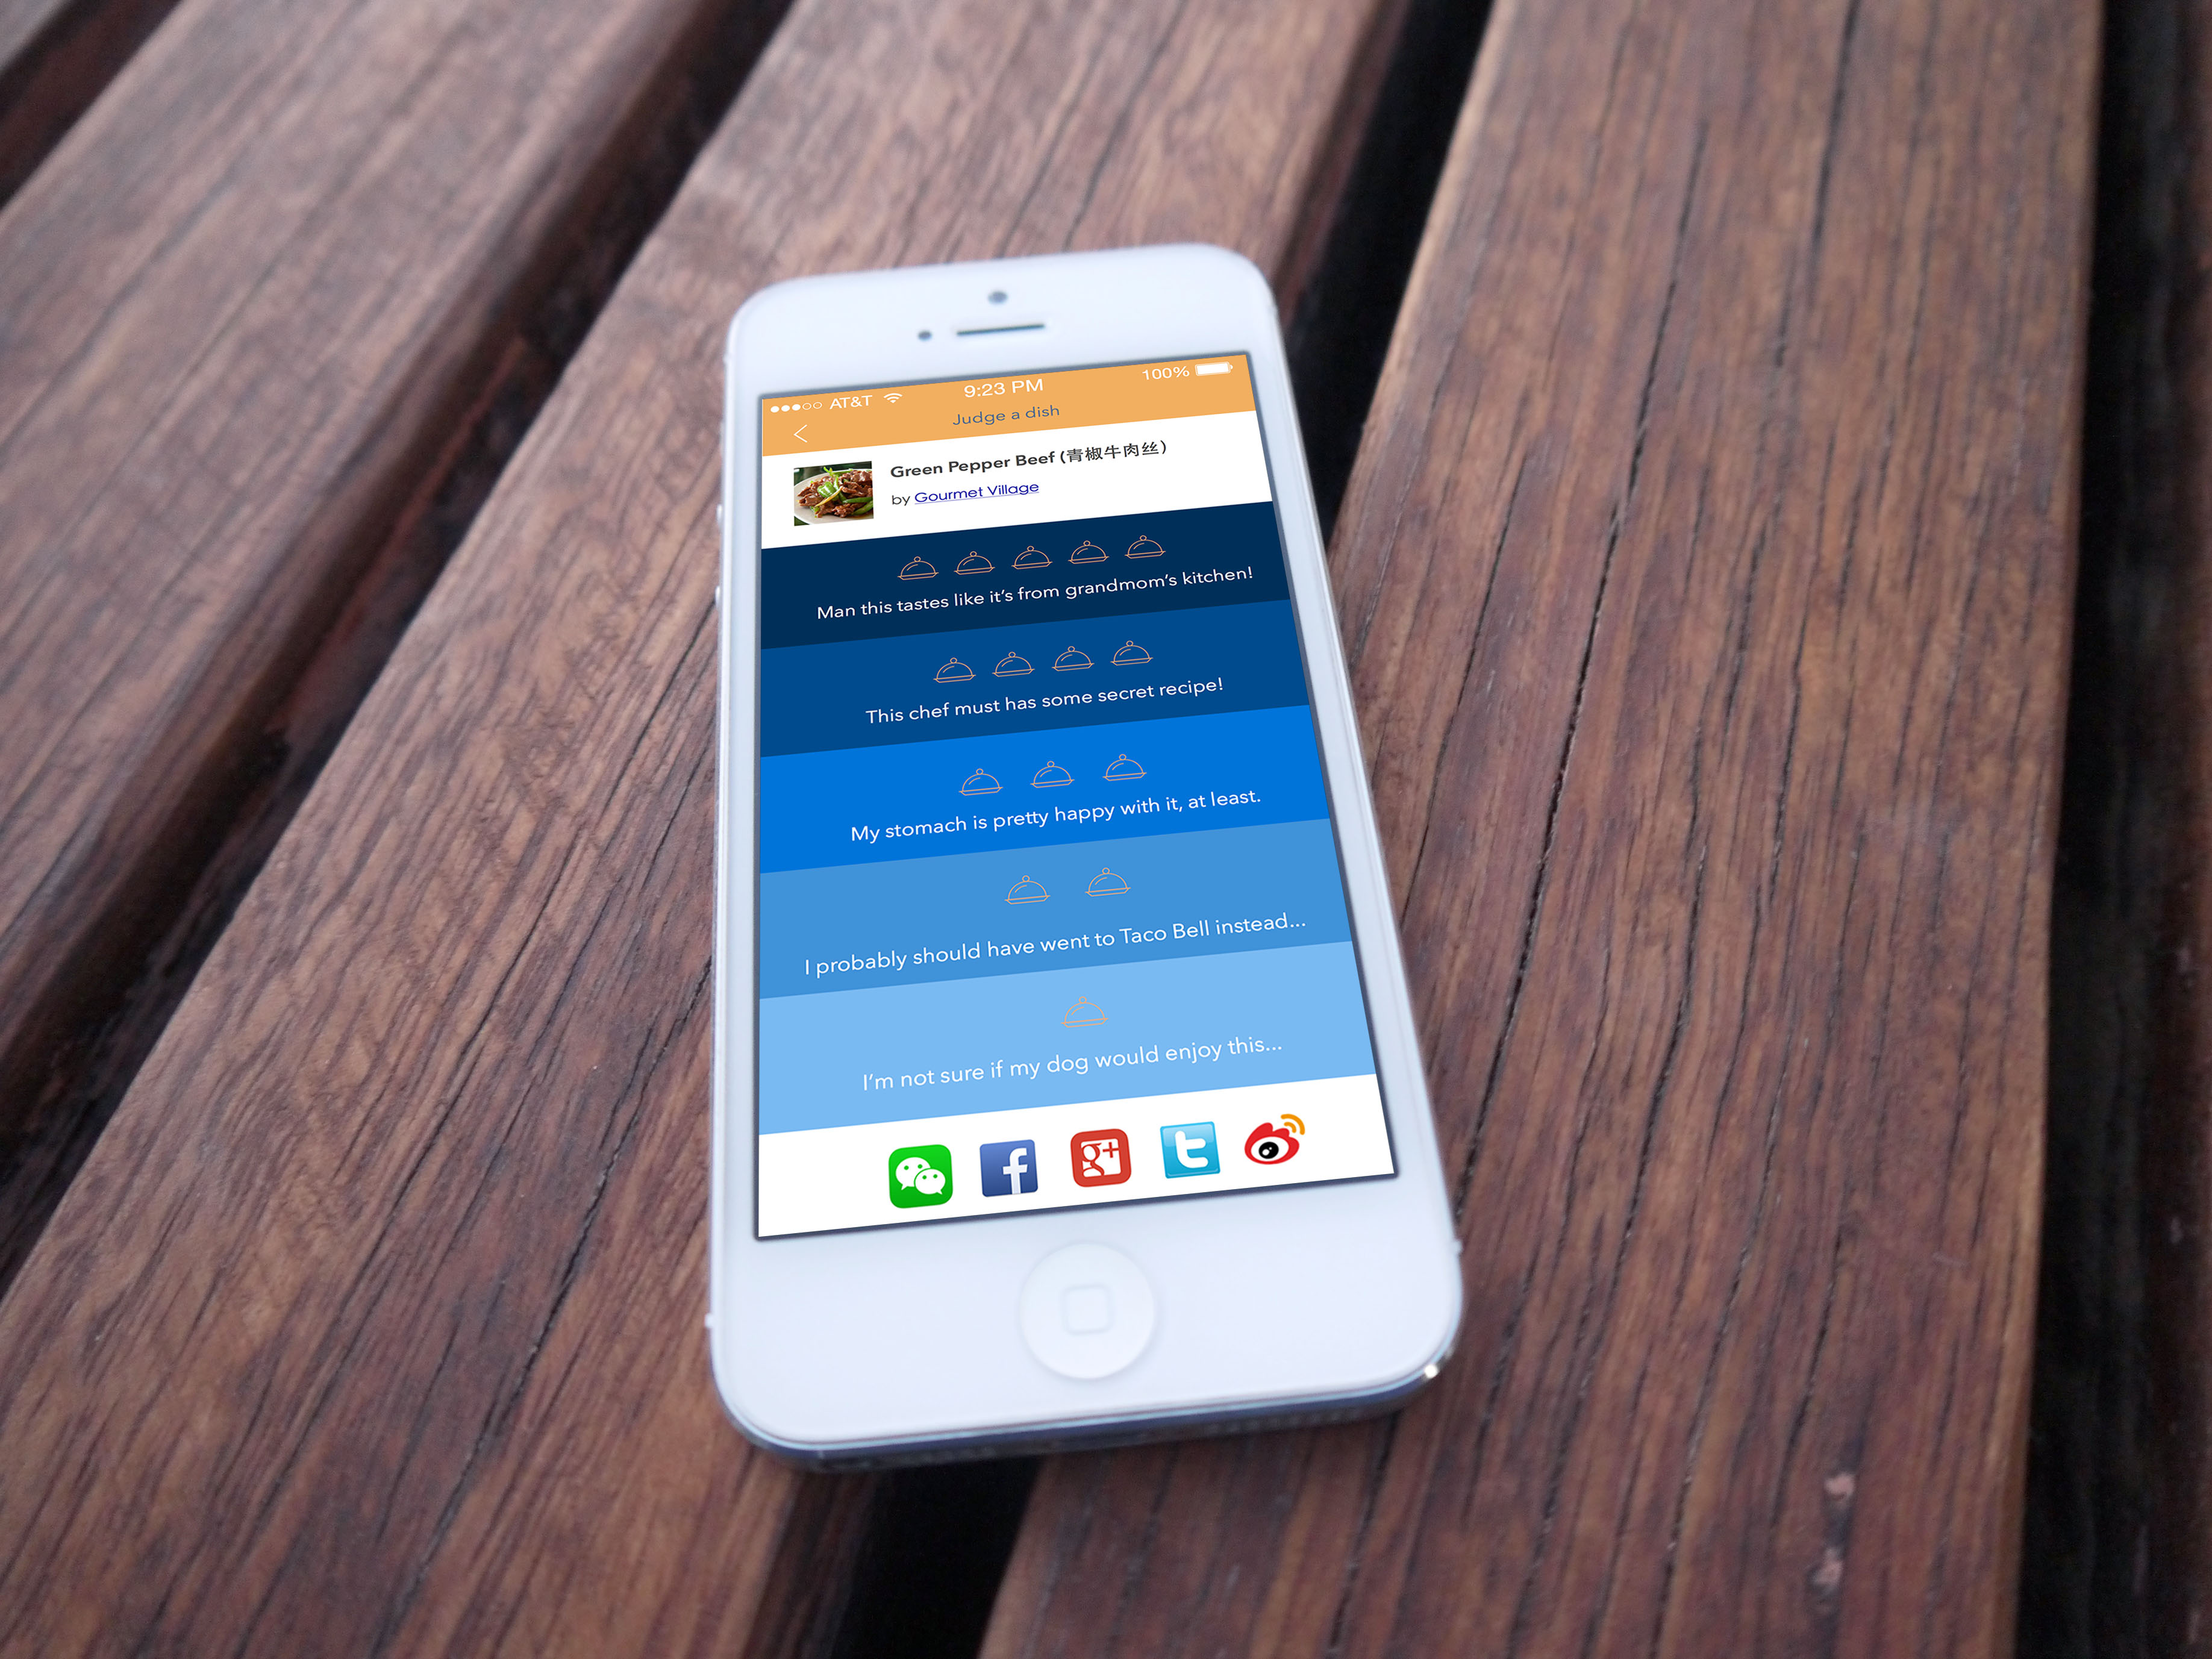 AT&T 9:23 PM 100%
Judge a dish
Green Pepper Beef (青椒牛肉丝)
by Gourmet Village
Man this tastes like it's from grandmom's kitchen!
This chef must has some secret recipe!
My stomach is pretty happy with it, at least.
I probably should have went to Taco Bell instead...
I'm not sure if my dog would enjoy this...
f g+ t